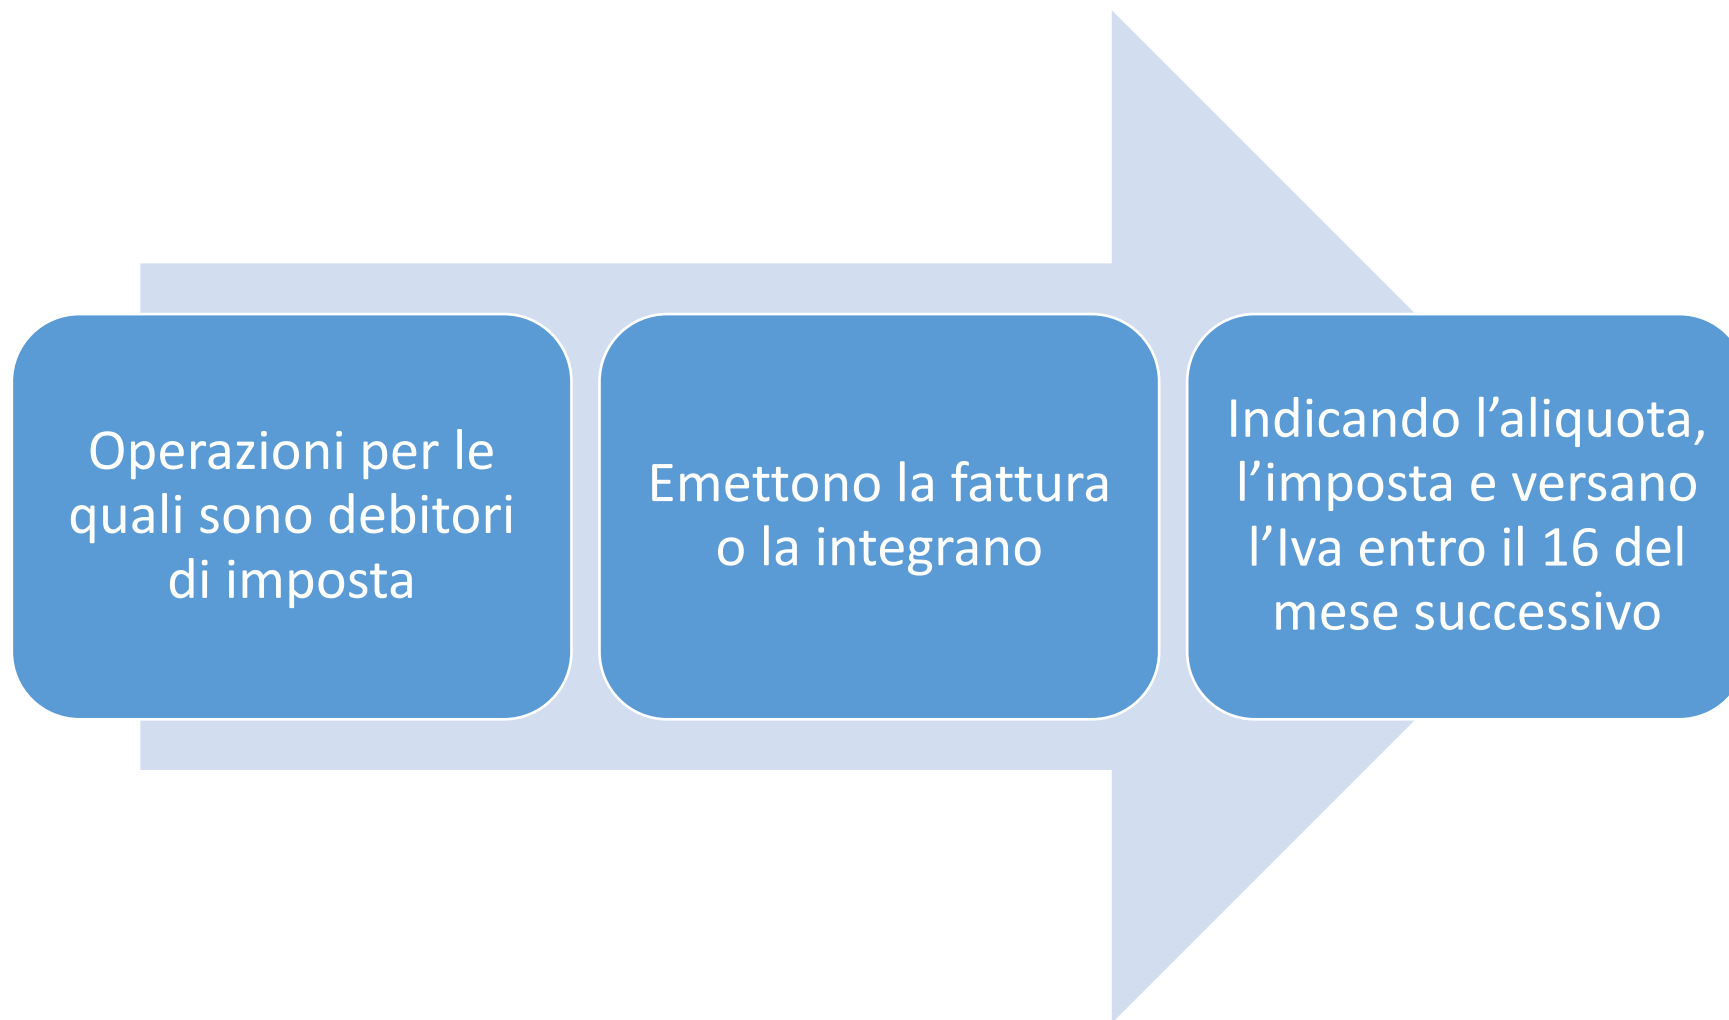 Operazioni per le
quali sono debitori
di imposta
Emettono la fattura
o la integrano
Indicando l’aliquota,
l’imposta e versano
l’Iva entro il 16 del
mese successivo